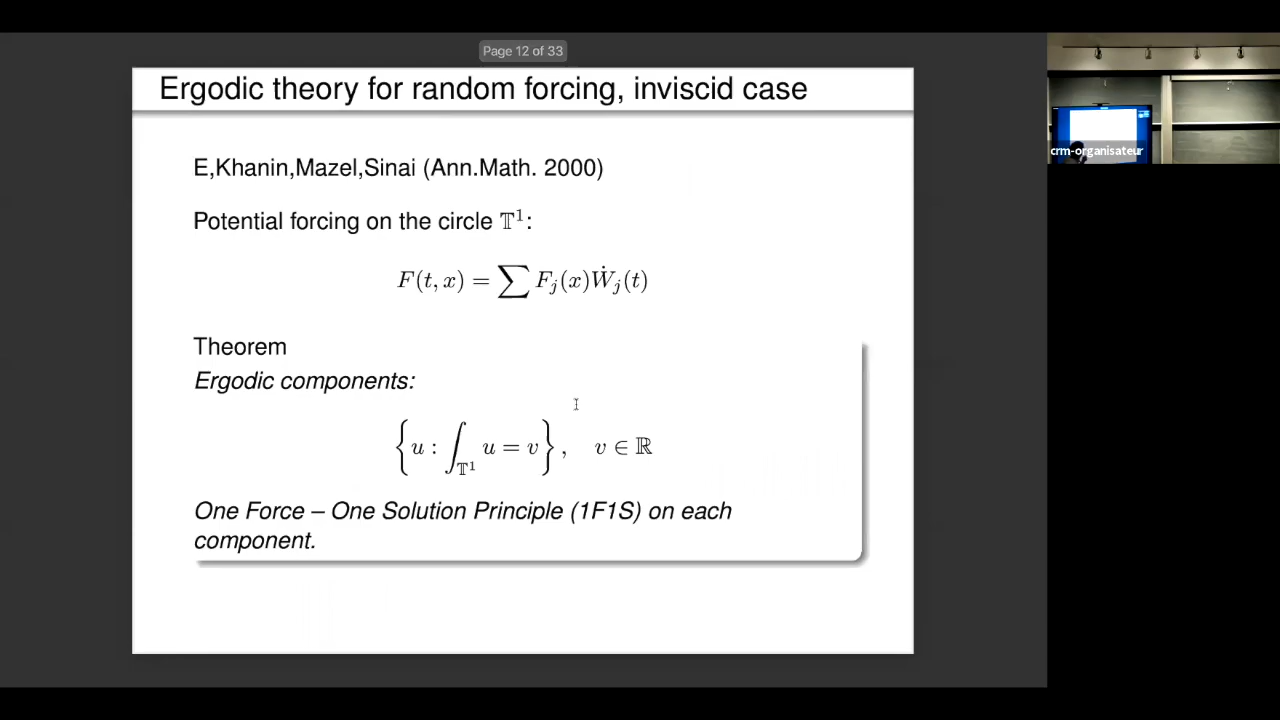 Page 12 of 33
Ergodic theory for random forcing, inviscid case
crm-organisateur
E,Khanin,Mazel,Sinai (Ann.Math. 2000)
Potential forcing on the circle 𝕋¹:
F(t, x) = ∑ F_j(x)Ẇ_j(t)
Theorem
Ergodic components:
{u : ∫_𝕋¹ u = v}, v ∈ ℝ
One Force – One Solution Principle (1F1S) on each
component.